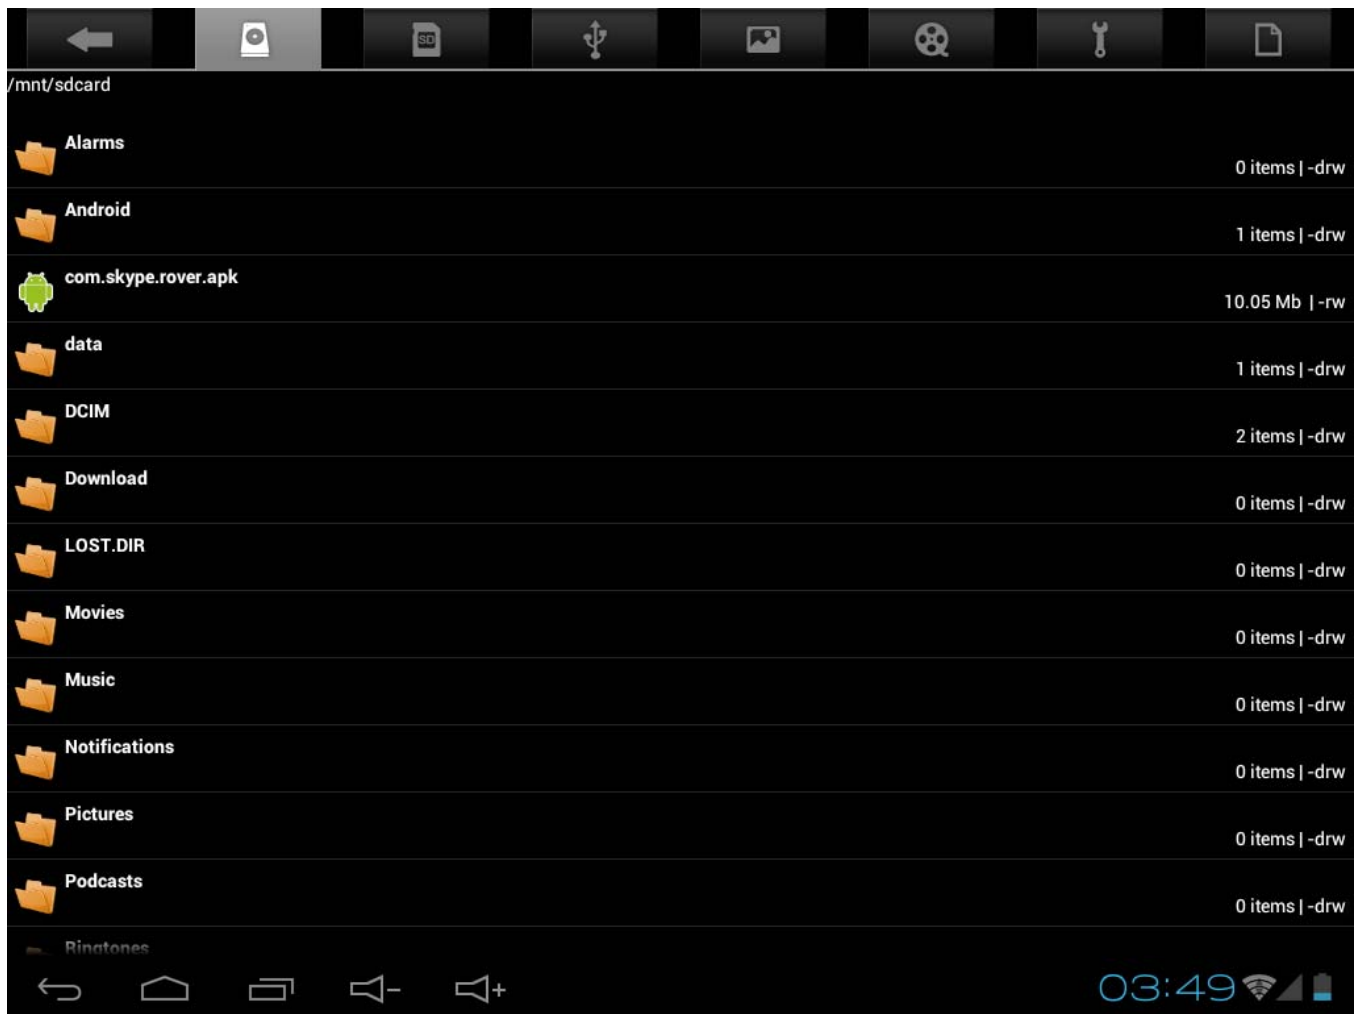 SD
/mnt/sdcard
Alarms
0 items | -drw
Android
1 items | -drw
com.skype.rover.apk
10.05 Mb | -rw
data
1 items | -drw
DCIM
2 items | -drw
Download
0 items | -drw
LOST.DIR
0 items | -drw
Movies
0 items | -drw
Music
0 items | -drw
Notifications
0 items | -drw
Pictures
0 items | -drw
Podcasts
0 items | -drw
Ringtones
03:49